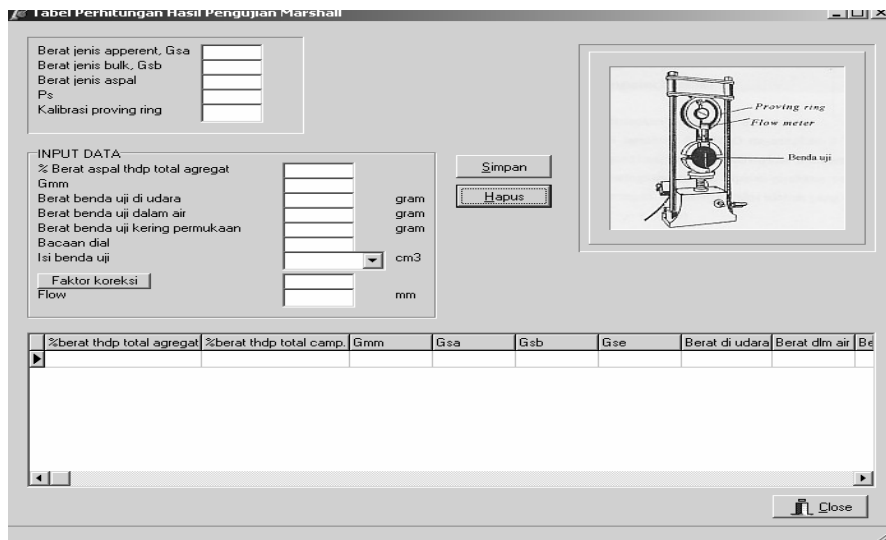 Tabel Perhitungan Hasil Pengujian Marshall
Berat jenis apperent, Gsa
Berat jenis bulk, Gsb
Berat jenis aspal
Ps
Kalibrasi proving ring
INPUT DATA
% Berat aspal thdp total agregat
Gmm
Berat benda uji di udara gram
Berat benda uji dalam air gram
Berat benda uji kering permukaan gram
Bacaan dial
Isi benda uji cm3
Faktor koreksi
Flow mm
Simpan
Hapus
Proving ring
Flow meter
Benda uji
%berat thdp total agregat %berat thdp total camp. Gmm Gsa Gsb Gse Berat di udara Berat dlm air Be
Close